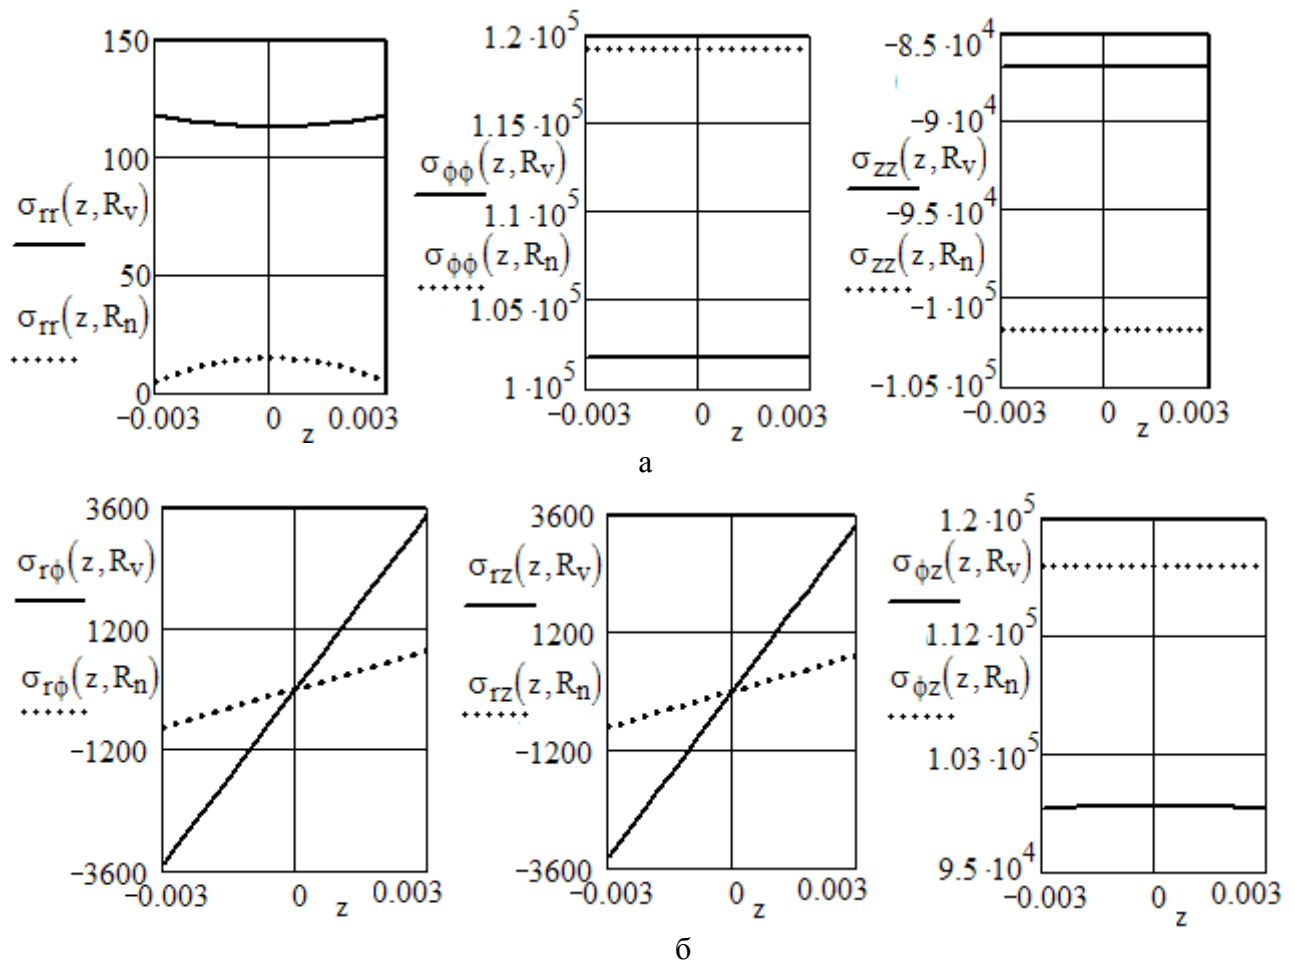 150
100
50
0
σrr(z,Rv)
σrr(z,Rn)
−0.003 0 0.003
z
1.2·10^5
1.15·10^5
σϕϕ(z,Rv)
1.1·10^5
σϕϕ(z,Rn)
1.05·10^5
1·10^5
−0.003 0 0.003
z
−8.5·10^4
−9·10^4
σzz(z,Rv)
−9.5·10^4
σzz(z,Rn)
−1·10^5
−1.05·10^5
−0.003 0 0.003
z
а
3600
σrϕ(z,Rv)
1200
σrϕ(z,Rn)
−1200
−3600
−0.003 0 0.003
z
3600
σrz(z,Rv)
1200
σrz(z,Rn)
−1200
−3600
−0.003 0 0.003
z
1.2·10^5
σϕz(z,Rv)
1.12·10^5
σϕz(z,Rn)
1.03·10^5
9.5·10^4
−0.003 0 0.003
z
б